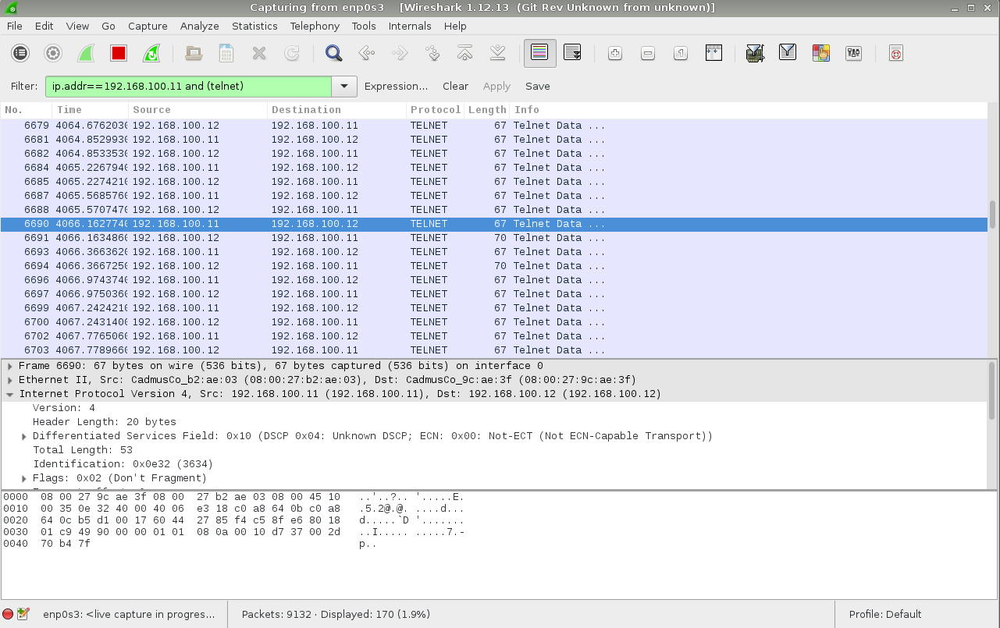 Capturing from enp0s3 [Wireshark 1.12.13 (Git Rev Unknown from unknown)]
File Edit View Go Capture Analyze Statistics Telephony Tools Internals Help
Filter: ip.addr==192.168.100.11 and (telnet) Expression... Clear Apply Save
No. Time Source Destination Protocol Length Info
6679 4064.6762030 192.168.100.12 192.168.100.11 TELNET 67 Telnet Data ...
6681 4064.8529930 192.168.100.11 192.168.100.12 TELNET 67 Telnet Data ...
6682 4064.8533530 192.168.100.12 192.168.100.11 TELNET 67 Telnet Data ...
6684 4065.2267940 192.168.100.11 192.168.100.12 TELNET 67 Telnet Data ...
6685 4065.2274210 192.168.100.12 192.168.100.11 TELNET 67 Telnet Data ...
6687 4065.5685760 192.168.100.11 192.168.100.12 TELNET 67 Telnet Data ...
6688 4065.5707470 192.168.100.12 192.168.100.11 TELNET 67 Telnet Data ...
6690 4066.1627740 192.168.100.11 192.168.100.12 TELNET 67 Telnet Data ...
6691 4066.1634860 192.168.100.12 192.168.100.11 TELNET 70 Telnet Data ...
6693 4066.3663620 192.168.100.11 192.168.100.12 TELNET 67 Telnet Data ...
6694 4066.3667250 192.168.100.12 192.168.100.11 TELNET 70 Telnet Data ...
6696 4066.9743740 192.168.100.11 192.168.100.12 TELNET 67 Telnet Data ...
6697 4066.9750360 192.168.100.12 192.168.100.11 TELNET 67 Telnet Data ...
6699 4067.2424210 192.168.100.11 192.168.100.12 TELNET 67 Telnet Data ...
6700 4067.2431400 192.168.100.12 192.168.100.11 TELNET 67 Telnet Data ...
6702 4067.7765060 192.168.100.11 192.168.100.12 TELNET 67 Telnet Data ...
6703 4067.7789660 192.168.100.12 192.168.100.11 TELNET 67 Telnet Data ...
Frame 6690: 67 bytes on wire (536 bits), 67 bytes captured (536 bits) on interface 0
Ethernet II, Src: CadmusCo_b2:ae:03 (08:00:27:b2:ae:03), Dst: CadmusCo_9c:ae:3f (08:00:27:9c:ae:3f)
Internet Protocol Version 4, Src: 192.168.100.11 (192.168.100.11), Dst: 192.168.100.12 (192.168.100.12)
Version: 4
Header Length: 20 bytes
Differentiated Services Field: 0x10 (DSCP 0x04: Unknown DSCP; ECN: 0x00: Not-ECT (Not ECN-Capable Transport))
Total Length: 53
Identification: 0x0e32 (3634)
Flags: 0x02 (Don't Fragment)
0000 08 00 27 9c ae 3f 08 00 27 b2 ae 03 08 00 45 10 ..'..?.. '.....E.
0010 00 35 0e 32 40 00 40 06 e3 18 c0 a8 64 0b c0 a8 .5.2@.@. ....d...
0020 64 0c b5 d1 00 17 60 44 27 85 f4 c5 8f e6 80 18 d.....`D '.......
0030 01 c9 49 90 00 00 01 01 08 0a 00 10 d7 37 00 2d ..I..... .....7.-
0040 70 b4 7f p..
enp0s3: <live capture in progres... Packets: 9132 · Displayed: 170 (1.9%) Profile: Default